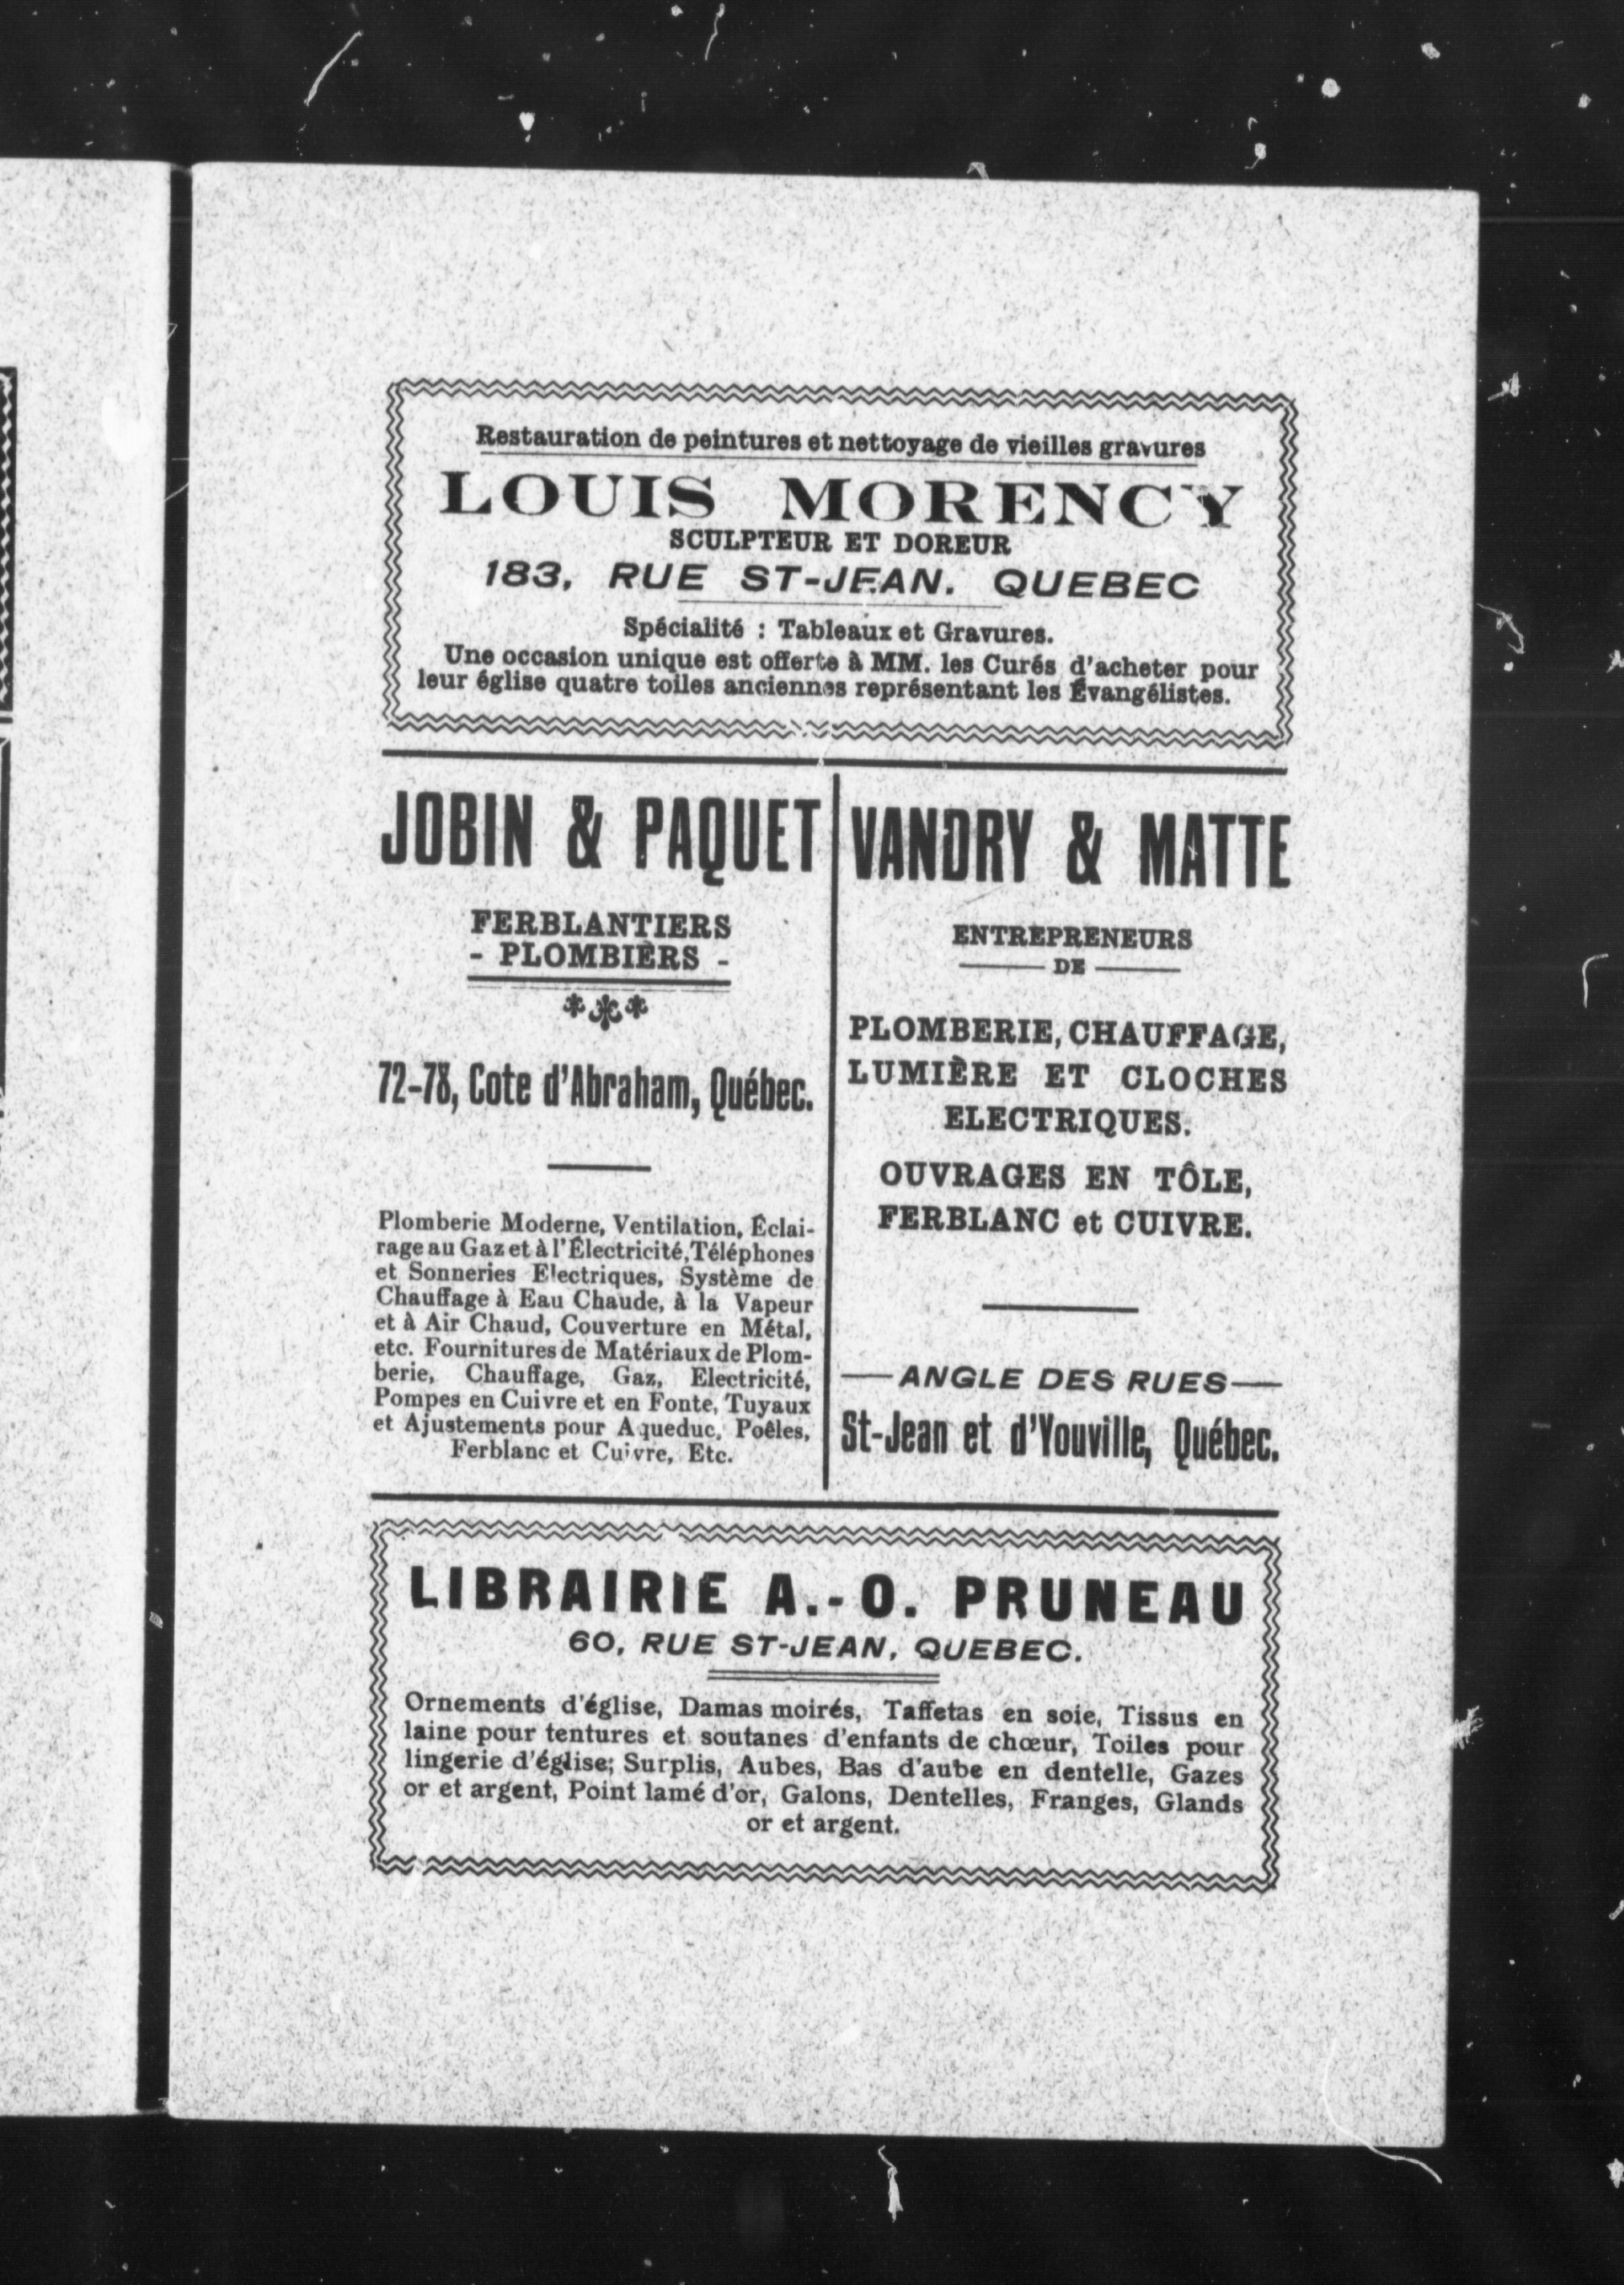 Restauration de peintures et nettoyage de vieilles gravures
LOUIS MORENCY
SCULPTEUR ET DOREUR
183, RUE ST-JEAN. QUEBEC
Spécialité : Tableaux et Gravures.
Une occasion unique est offerte à MM. les Curés d'acheter pour
leur église quatre toiles anciennes représentant les Évangélistes.
JOBIN & PAQUET
FERBLANTIERS
- PLOMBIERS -
72-78, Cote d'Abraham, Québec.
Plomberie Moderne, Ventilation, Éclai-
rage au Gaz et à l'Électricité, Téléphones
et Sonneries Electriques, Système de
Chauffage à Eau Chaude, à la Vapeur
et à Air Chaud, Couverture en Métal,
etc. Fournitures de Matériaux de Plom-
berie, Chauffage, Gaz, Electricité,
Pompes en Cuivre et en Fonte, Tuyaux
et Ajustements pour Aqueduc, Poêles,
Ferblanc et Cuivre, Etc.
VANDRY & MATTE
ENTREPRENEURS
DE
PLOMBERIE, CHAUFFAGE,
LUMIÈRE ET CLOCHES
ELECTRIQUES.
OUVRAGES EN TÔLE,
FERBLANC et CUIVRE.
ANGLE DES RUES
St-Jean et d'Youville, Québec.
LIBRAIRIE A.-O. PRUNEAU
60, RUE ST-JEAN, QUEBEC.
Ornements d'église, Damas moirés, Taffetas en soie, Tissus en
laine pour tentures et soutanes d'enfants de chœur, Toiles pour
lingerie d'église; Surplis, Aubes, Bas d'aube en dentelle, Gazes
or et argent, Point lamé d'or, Galons, Dentelles, Franges, Glands
or et argent.